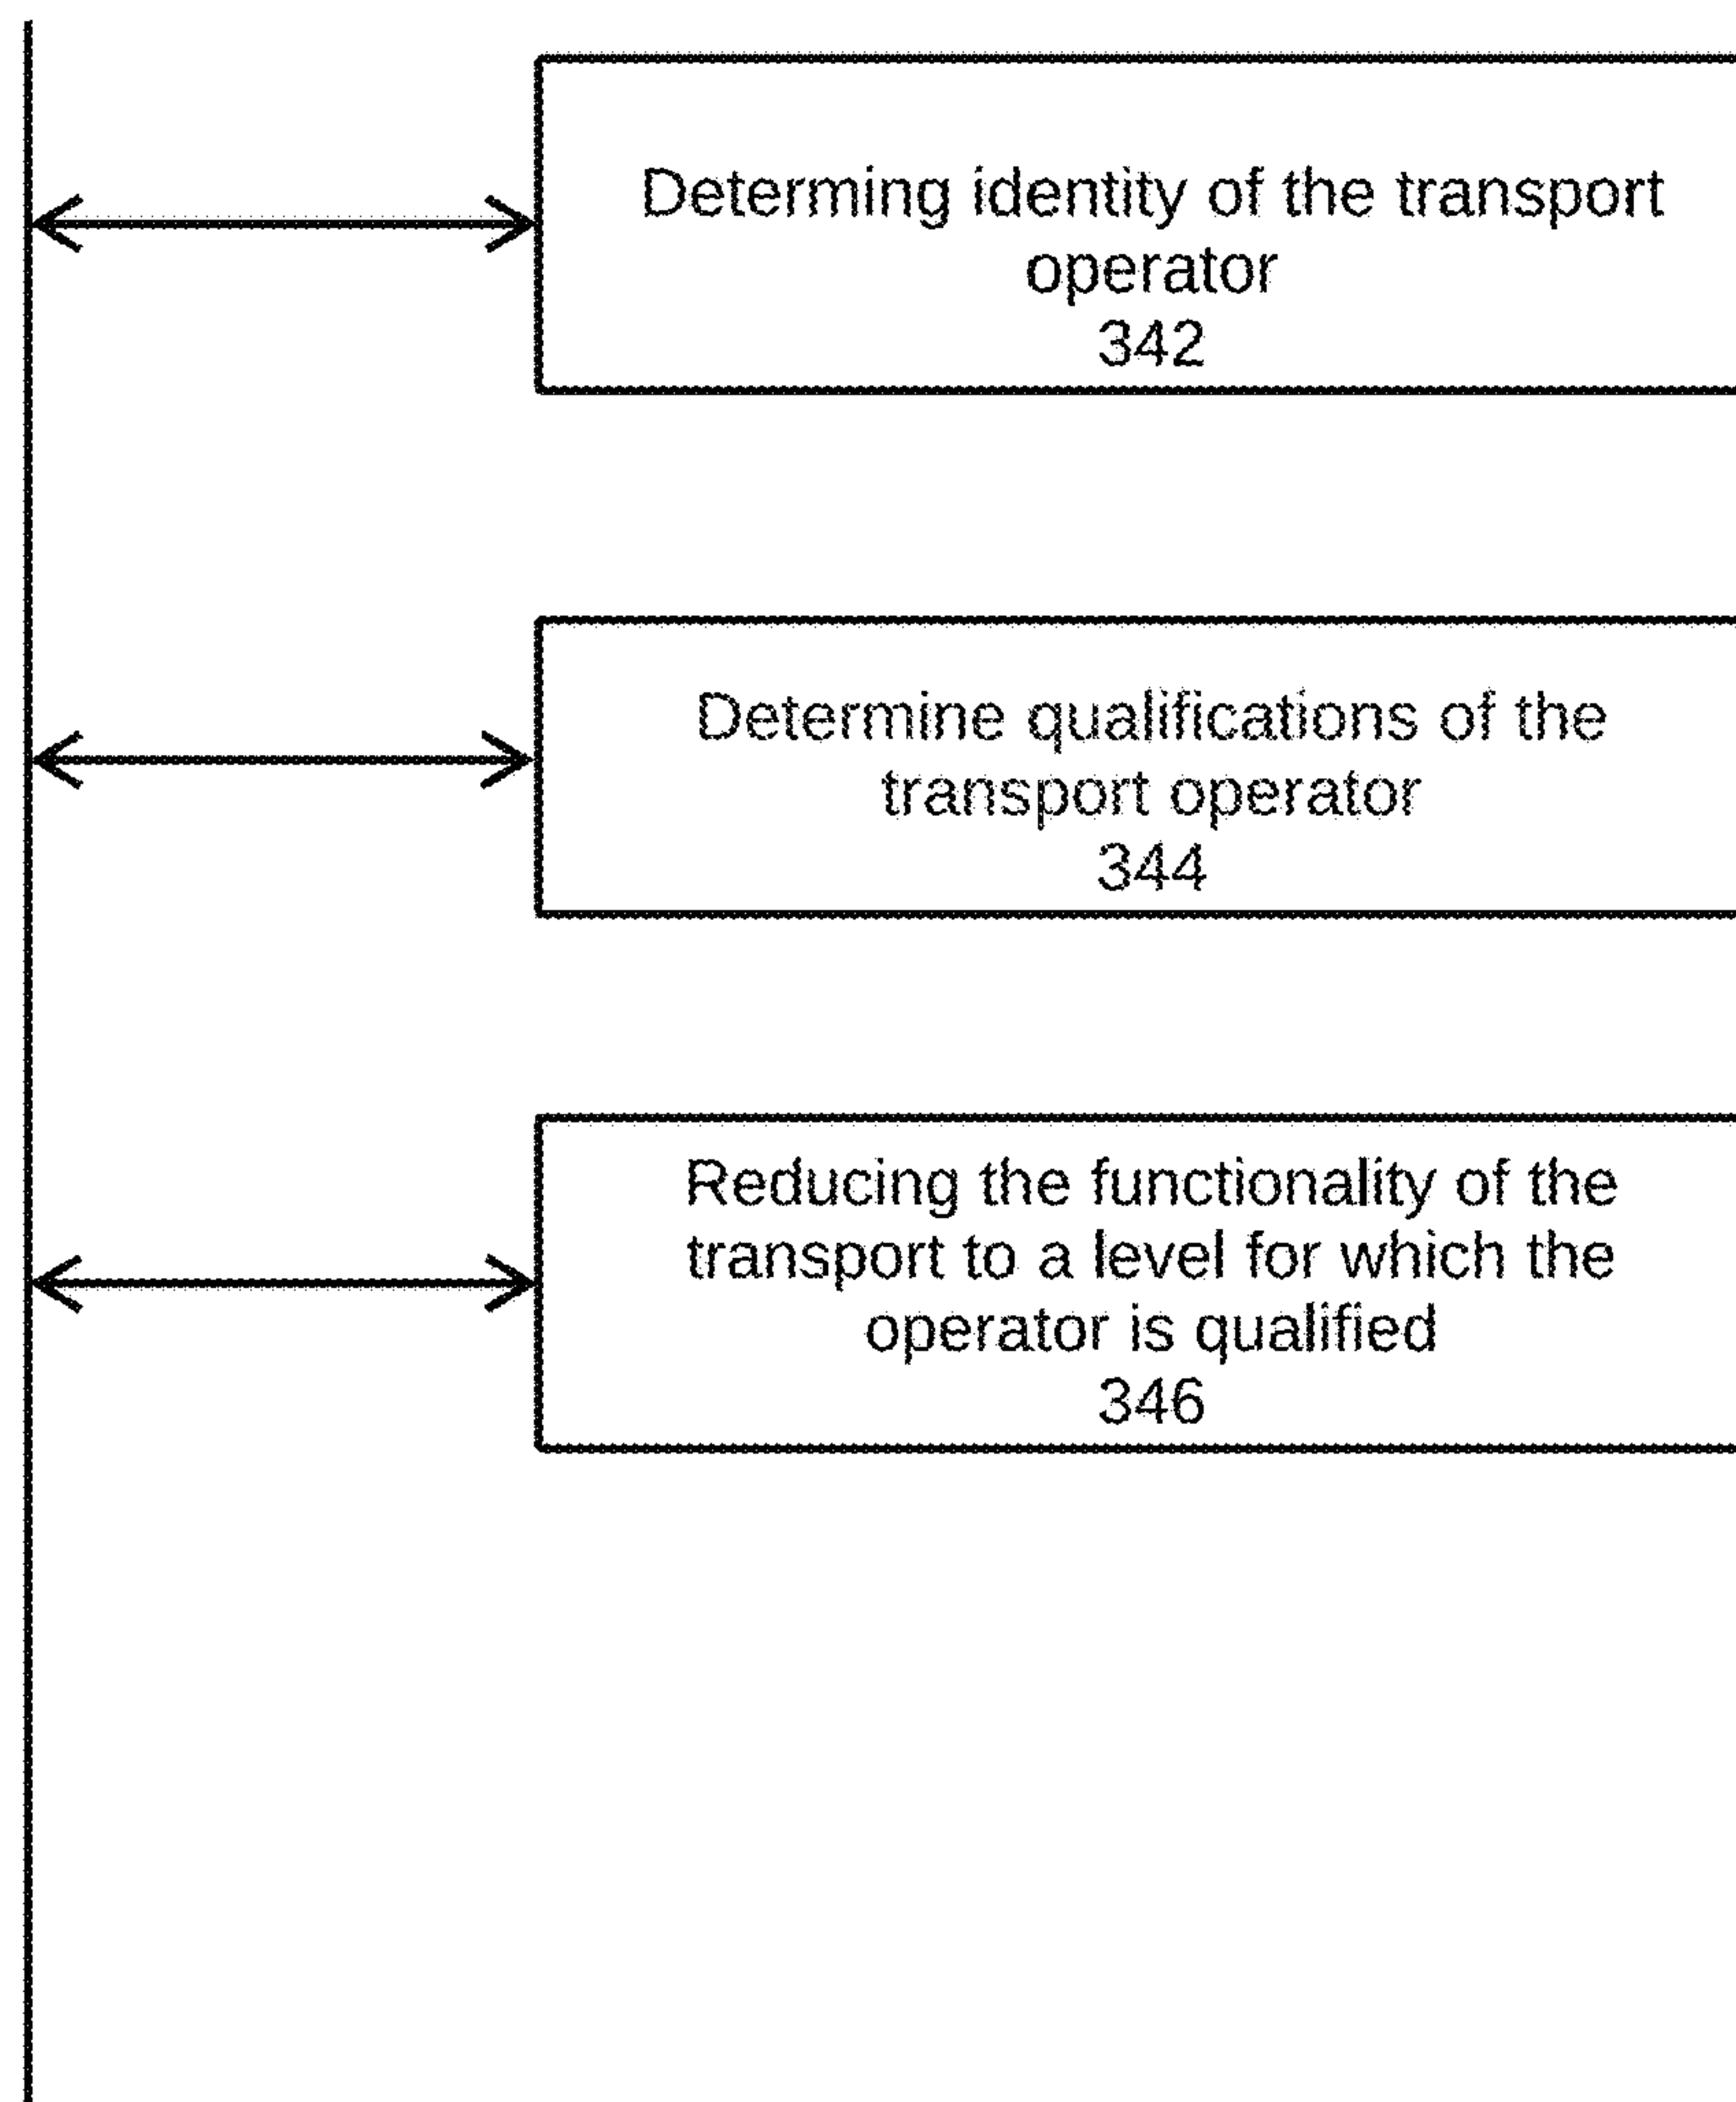 Determing identity of the transport
operator
342
Determine qualifications of the
transport operator
344
Reducing the functionality of the
transport to a level for which the
operator is qualified
346